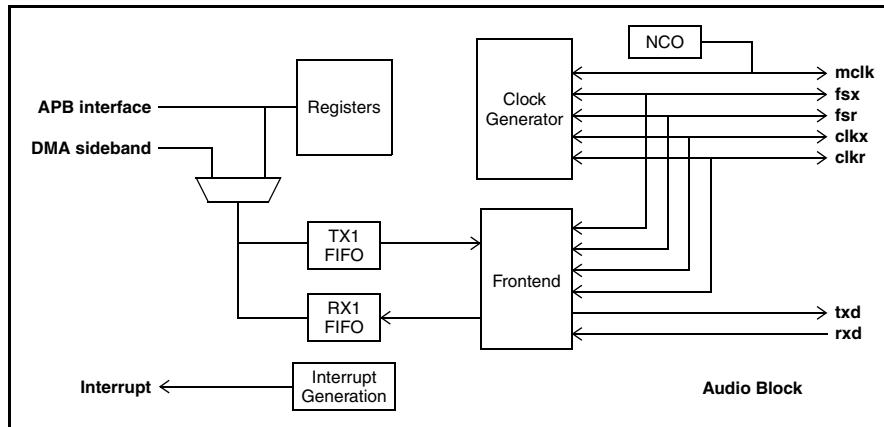 NCO
mclk
fsx
fsr
clkx
clkr
Clock
Generator
Registers
APB interface
DMA sideband
TX1
FIFO
Frontend
RX1
FIFO
txd
rxd
Interrupt
Interrupt
Generation
Audio Block